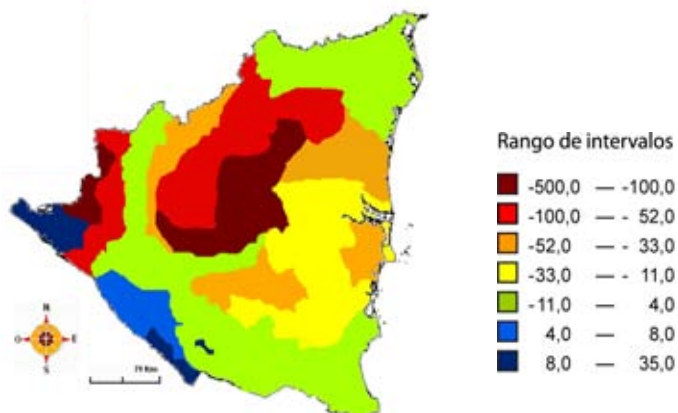 Rango de intervalos
-500,0 — -100,0
-100,0 — - 52,0
-52,0 — - 33,0
-33,0 — - 11,0
-11,0 — 4,0
4,0 — 8,0
8,0 — 35,0
N
O E
S